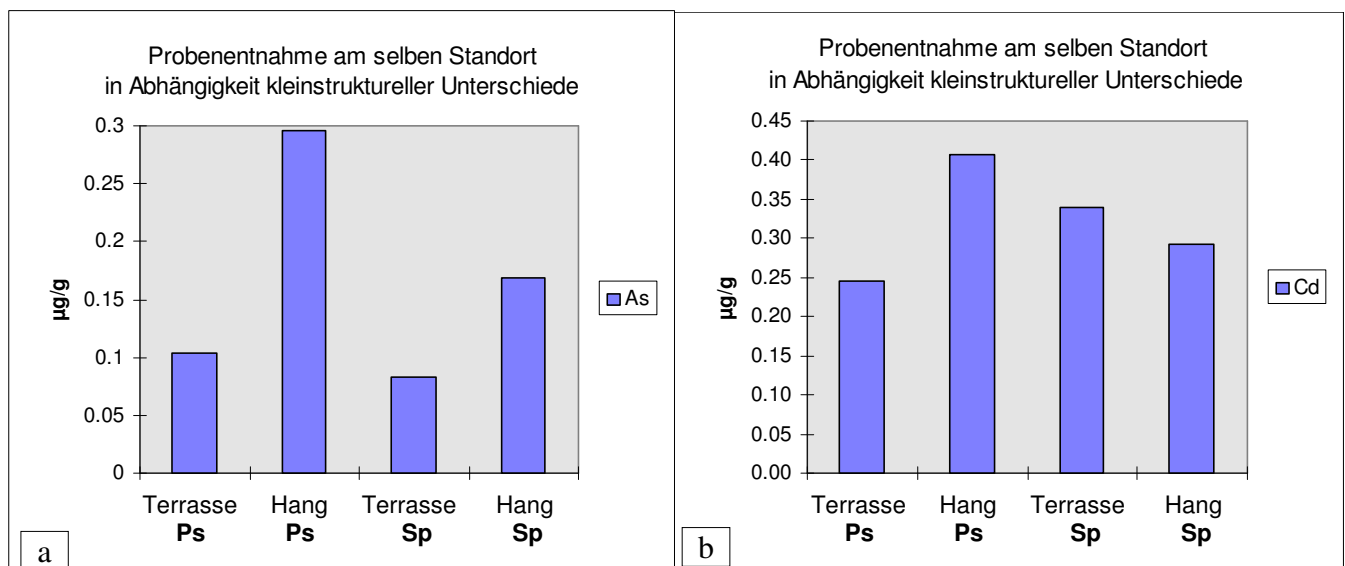 Probenentnahme am selben Standort
in Abhängigkeit kleinstruktureller Unterschiede
0.3
0.25
0.2
0.15
0.1
0.05
0
µg/g
As
Terrasse Hang Terrasse Hang
Ps Ps Sp Sp
a
Probenentnahme am selben Standort
in Abhängigkeit kleinstruktureller Unterschiede
0.45
0.40
0.35
0.30
0.25
0.20
0.15
0.10
0.05
0.00
µg/g
Cd
Terrasse Hang Terrasse Hang
Ps Ps Sp Sp
b